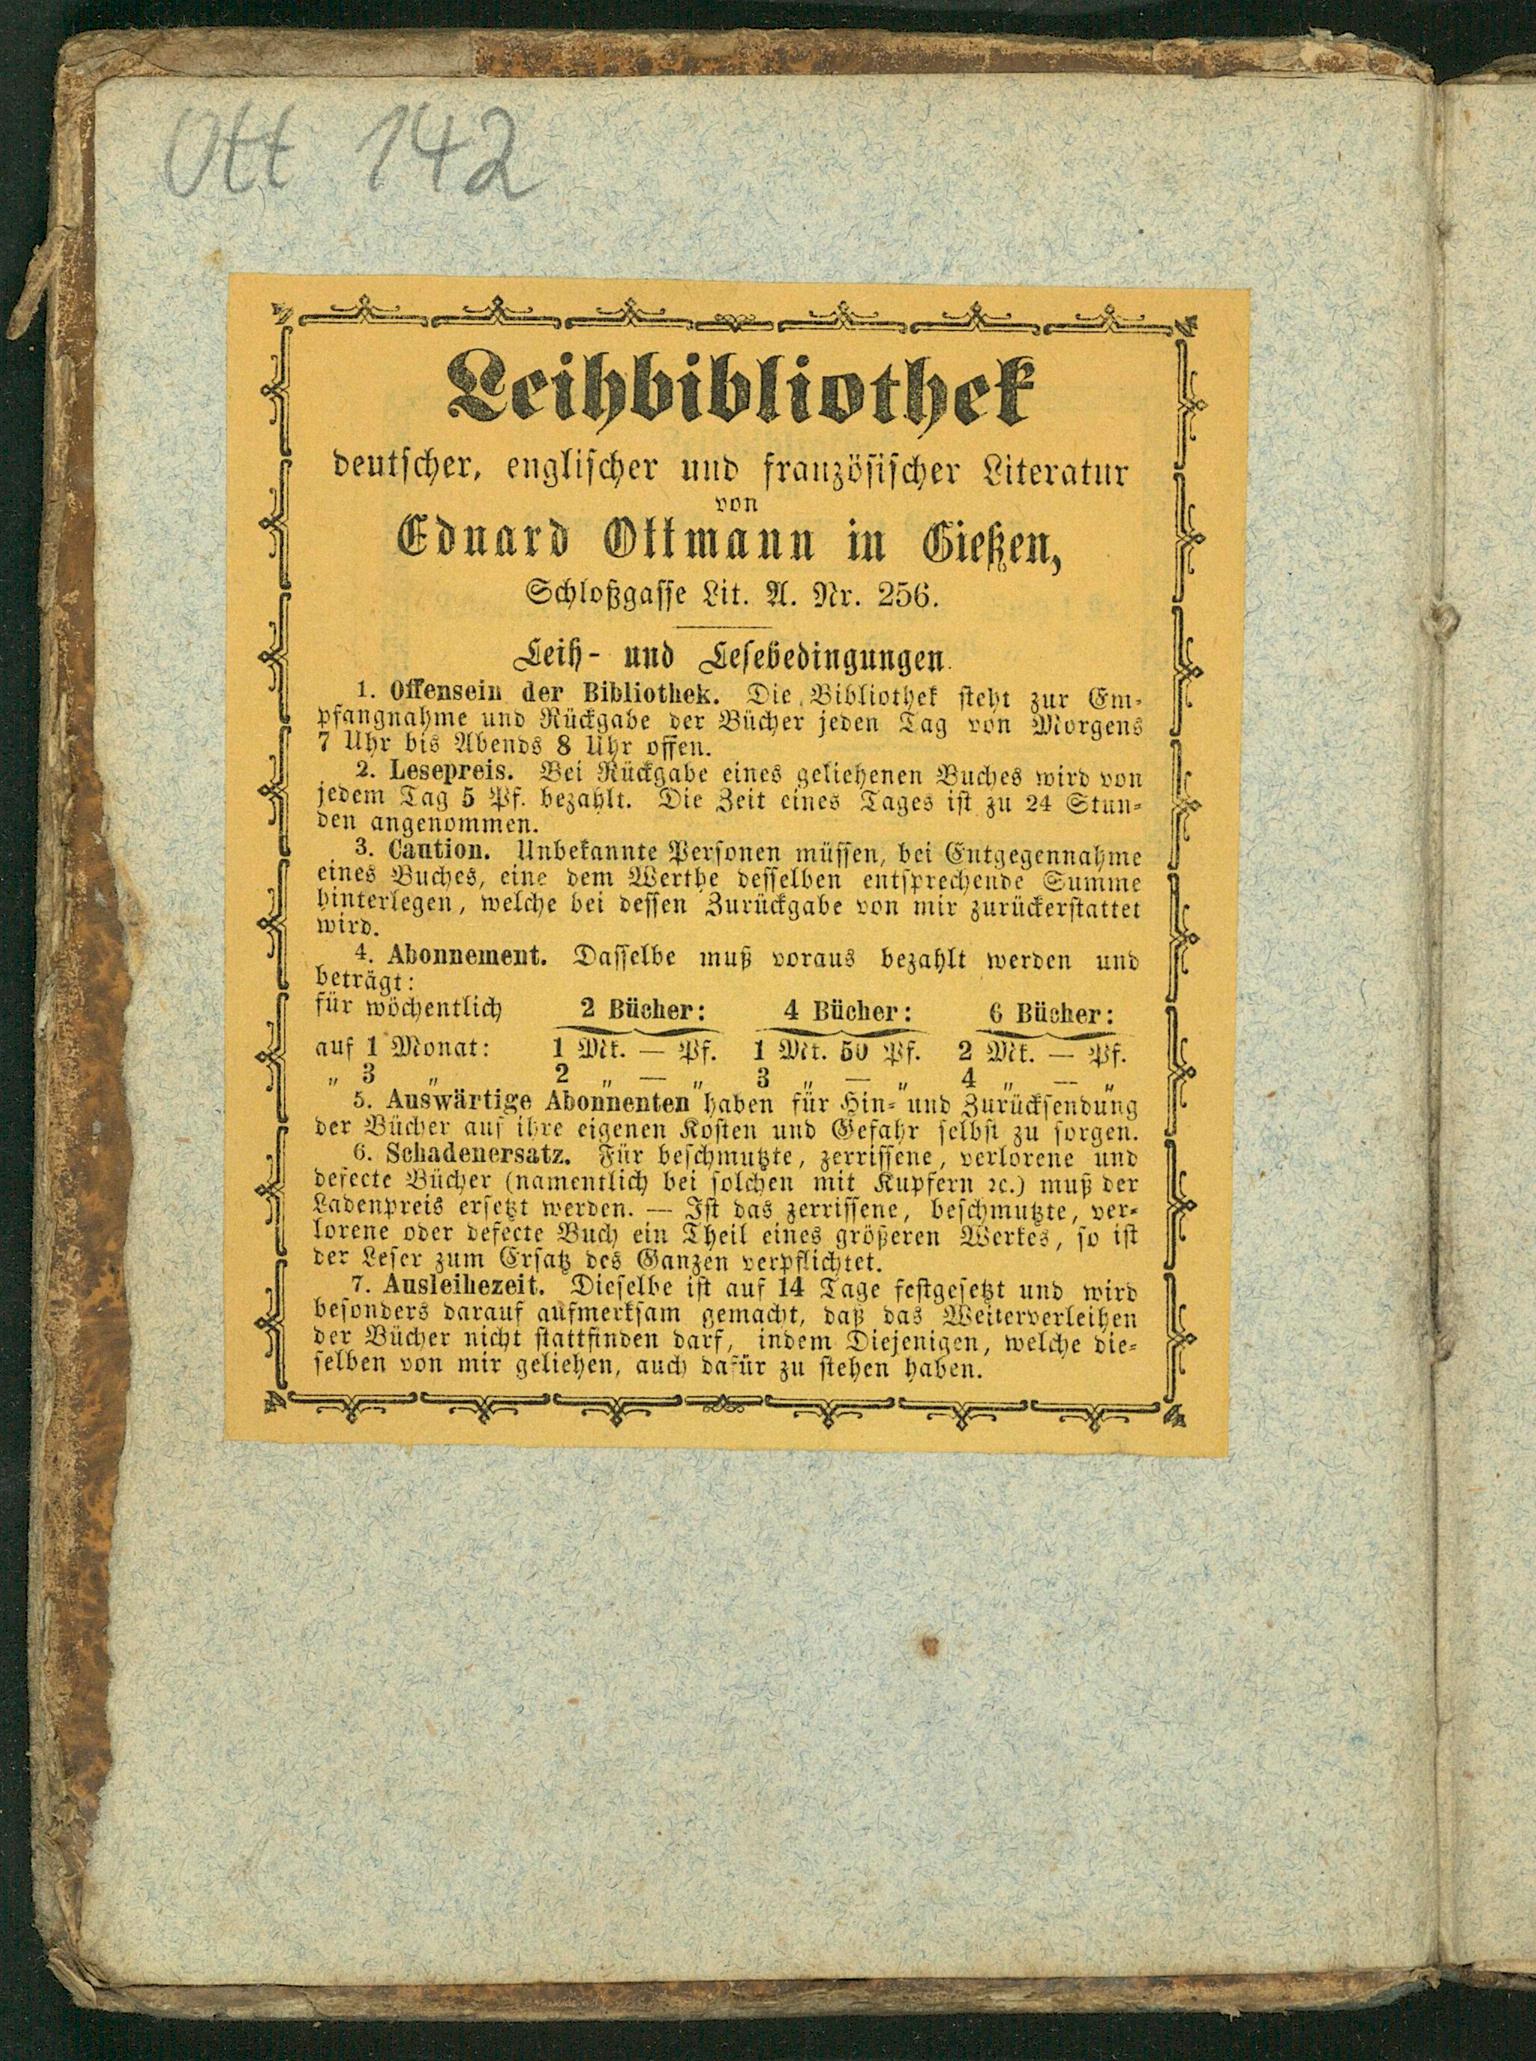 Ott 142
Leihbibliothek
deutscher, englischer und französischer Literatur
von
Eduard Ottmann in Gießen,
Schloßgasse Lit. A. Nr. 256.
Leih- und Lesebedingungen.
1. Offensein der Bibliothek. Die Bibliothek steht zur Em-
pfangnahme und Rückgabe der Bücher jeden Tag von Morgens
7 Uhr bis Abends 8 Uhr offen.
2. Lesepreis. Bei Rückgabe eines geliehenen Buches wird von
jedem Tag 5 Pf. bezahlt. Die Zeit eines Tages ist zu 24 Stun-
den angenommen.
3. Caution. Unbekannte Personen müssen, bei Entgegennahme
eines Buches, eine dem Werthe desselben entsprechende Summe
hinterlegen, welche bei dessen Zurückgabe von mir zurückerstattet
wird.
4. Abonnement. Dasselbe muß voraus bezahlt werden und
beträgt:
für wöchentlich 2 Bücher: 4 Bücher: 6 Bücher:
auf 1 Monat: 1 Mk. — Pf. 1 Mk. 50 Pf. 2 Mk. — Pf.
„ 3 „ 2 „ — „ 3 „ — „ 4 „ — „
5. Auswärtige Abonnenten haben für Hin- und Zurücksendung
der Bücher auf ihre eigenen Kosten und Gefahr selbst zu sorgen.
6. Schadenersatz. Für beschmutzte, zerrissene, verlorene und
defecte Bücher (namentlich bei solchen mit Kupfern ꝛc.) muß der
Ladenpreis ersetzt werden. — Ist das zerrissene, beschmutzte, ver-
lorene oder defecte Buch ein Theil eines größeren Werkes, so ist
der Leser zum Ersatz des Ganzen verpflichtet.
7. Ausleihezeit. Dieselbe ist auf 14 Tage festgesetzt und wird
besonders darauf aufmerksam gemacht, daß das Weiterverleihen
der Bücher nicht stattfinden darf, indem Diejenigen, welche die-
selben von mir geliehen, auch dafür zu stehen haben.